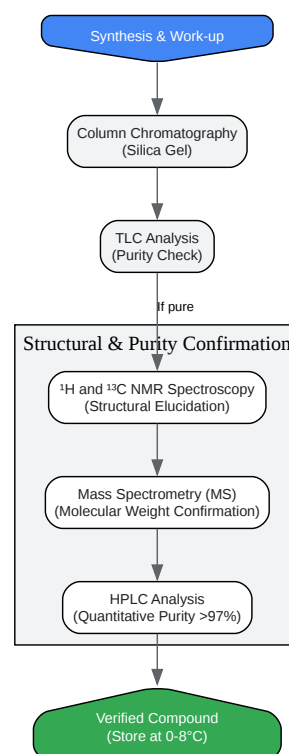 Synthesis & Work-up
Column Chromatography
(Silica Gel)
TLC Analysis
(Purity Check)
If pure
Structural & Purity Confirmation
¹H and ¹³C NMR Spectroscopy
(Structural Elucidation)
Mass Spectrometry (MS)
(Molecular Weight Confirmation)
HPLC Analysis
(Quantitative Purity >97%)
Verified Compound
(Store at 0-8°C)